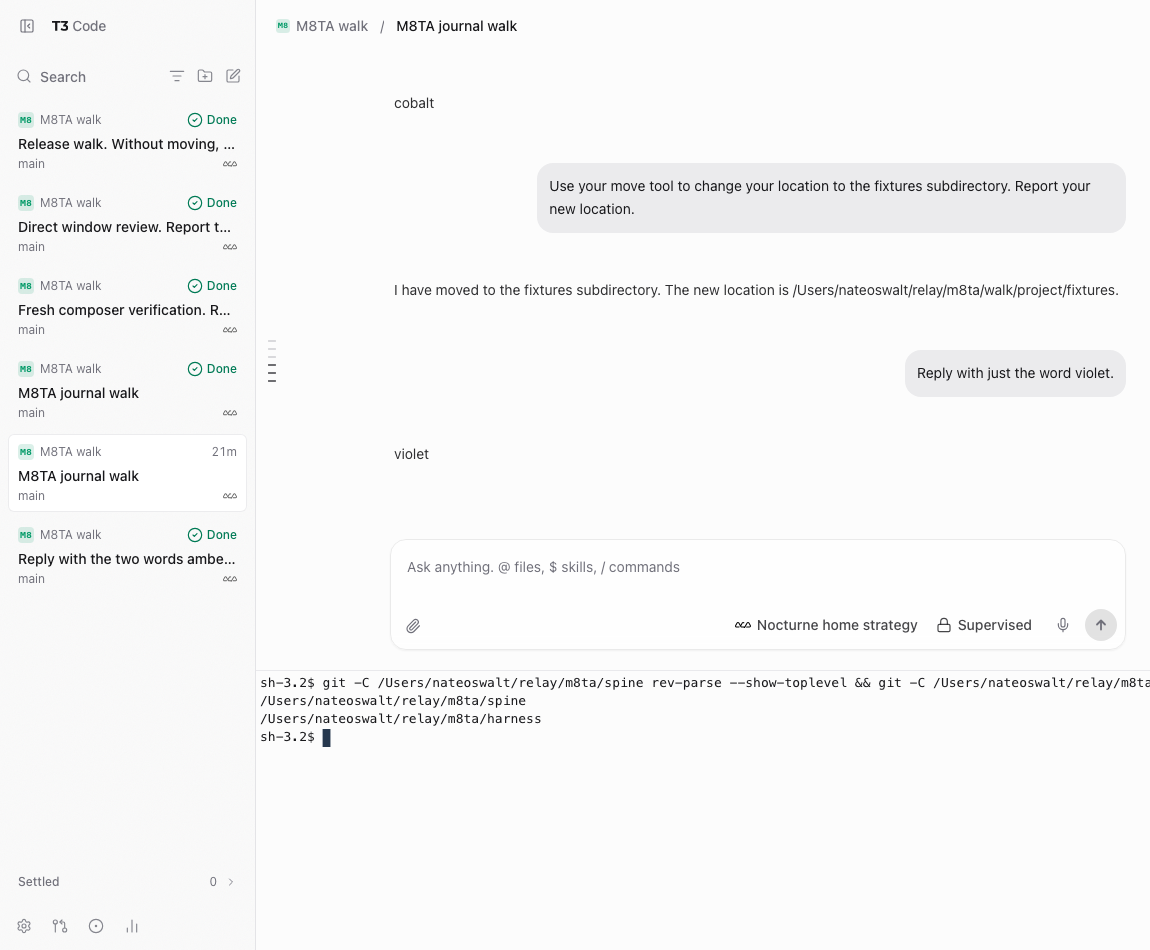 T3 Code
Search
M8 M8TA walk Done
Release walk. Without moving, ...
main
M8 M8TA walk Done
Direct window review. Report t...
main
M8 M8TA walk Done
Fresh composer verification. R...
main
M8 M8TA walk Done
M8TA journal walk
main
M8 M8TA walk 21m
M8TA journal walk
main
M8 M8TA walk Done
Reply with the two words ambe...
main
Settled 0
M8 M8TA walk / M8TA journal walk
cobalt
Use your move tool to change your location to the fixtures subdirectory. Report your
new location.
I have moved to the fixtures subdirectory. The new location is /Users/nateoswalt/relay/m8ta/walk/project/fixtures.
Reply with just the word violet.
violet
Ask anything. @ files, $ skills, / commands
Nocturne home strategy Supervised
sh-3.2$ git -C /Users/nateoswalt/relay/m8ta/spine rev-parse --show-toplevel && git -C /Users/nateoswalt/relay/m8ta
/Users/nateoswalt/relay/m8ta/spine
/Users/nateoswalt/relay/m8ta/harness
sh-3.2$